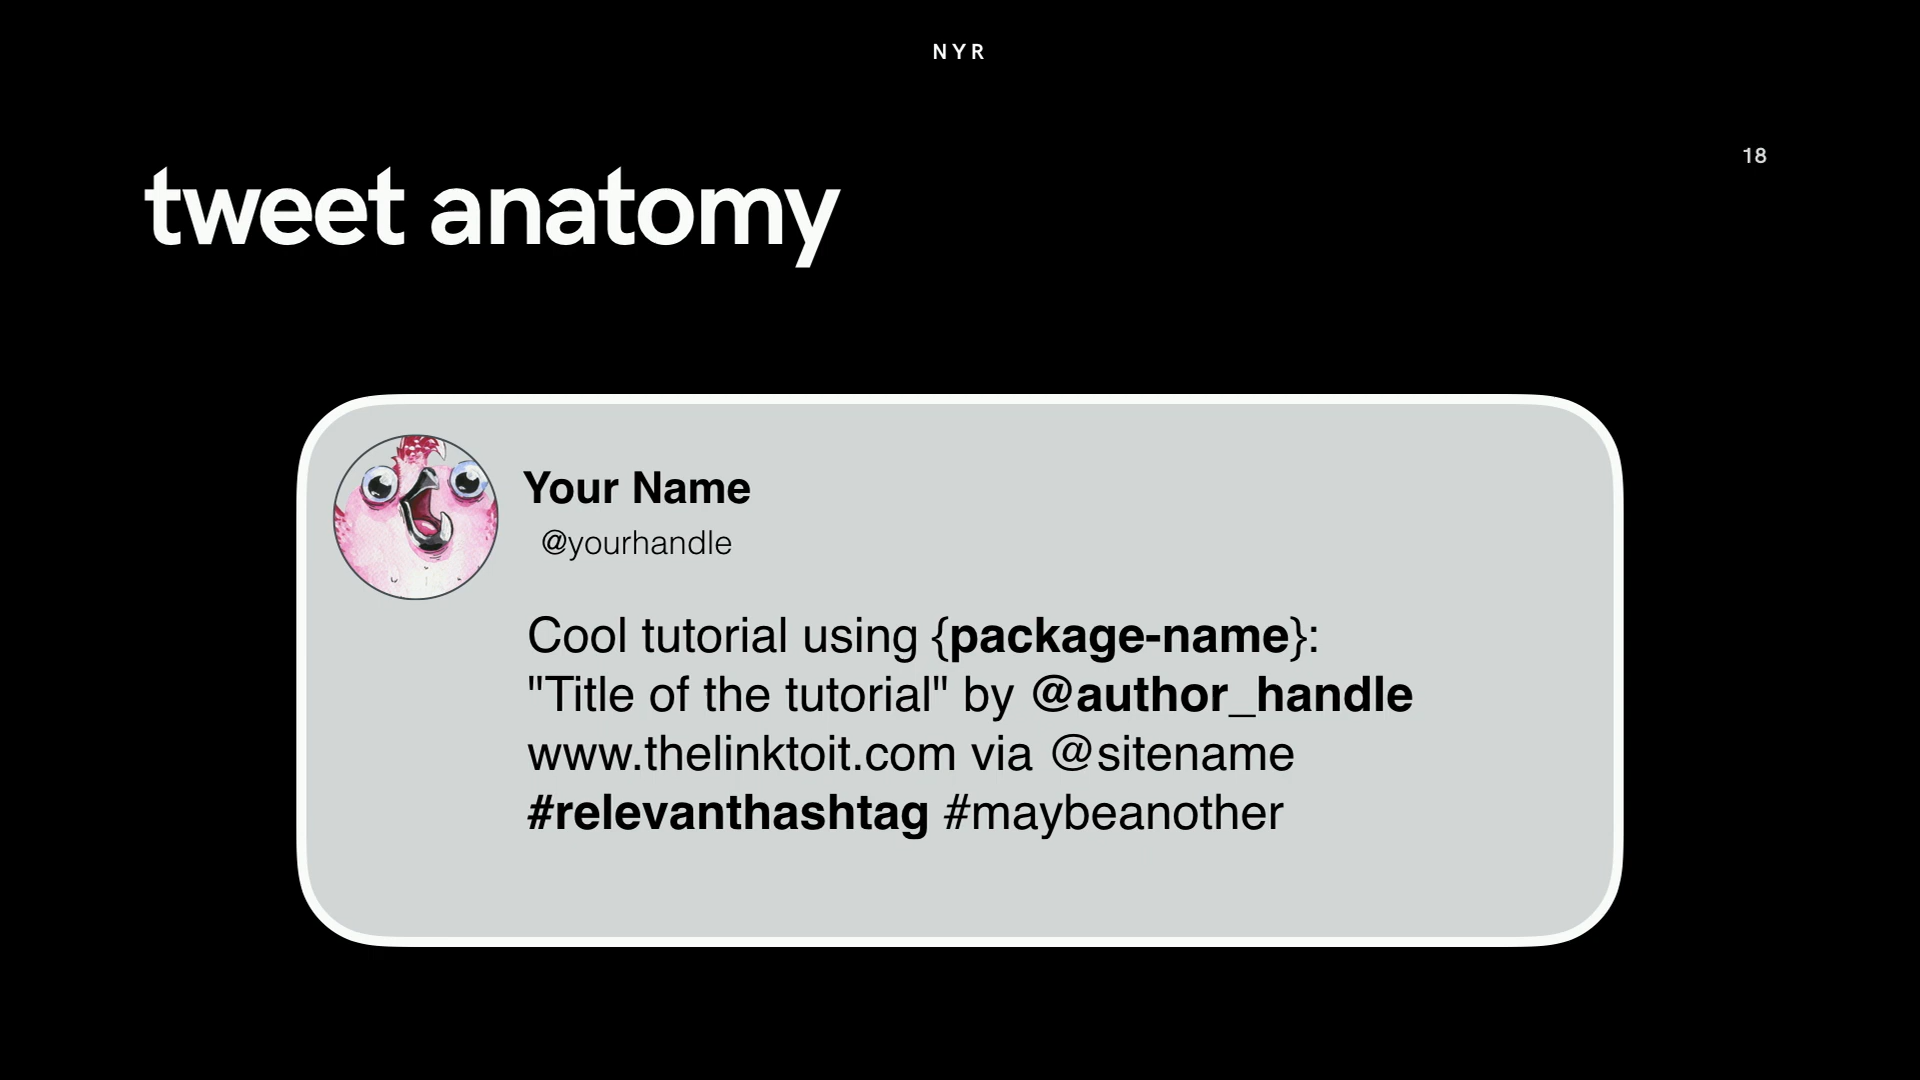 NYR
18
tweet anatomy
Your Name
@yourhandle
Cool tutorial using {package-name}:
"Title of the tutorial" by @author_handle
www.thelinktoit.com via @sitename
#relevanthashtag #maybeanother